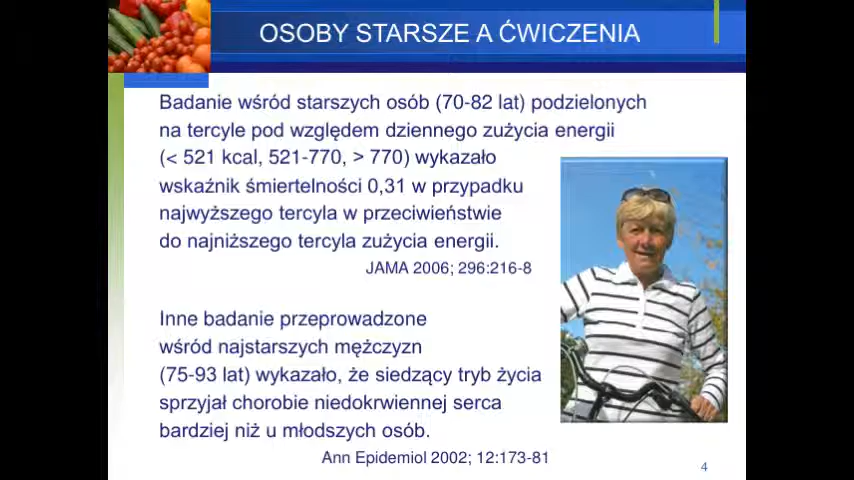 OSOBY STARSZE A ĆWICZENIA
Badanie wśród starszych osób (70-82 lat) podzielonych
na tercyle pod względem dziennego zużycia energii
(< 521 kcal, 521-770, > 770) wykazało
wskaźnik śmiertelności 0,31 w przypadku
najwyższego tercyla w przeciwieństwie
do najniższego tercyla zużycia energii.
JAMA 2006; 296:216-8
Inne badanie przeprowadzone
wśród najstarszych mężczyzn
(75-93 lat) wykazało, że siedzący tryb życia
sprzyjał chorobie niedokrwiennej serca
bardziej niż u młodszych osób.
Ann Epidemiol 2002; 12:173-81
4